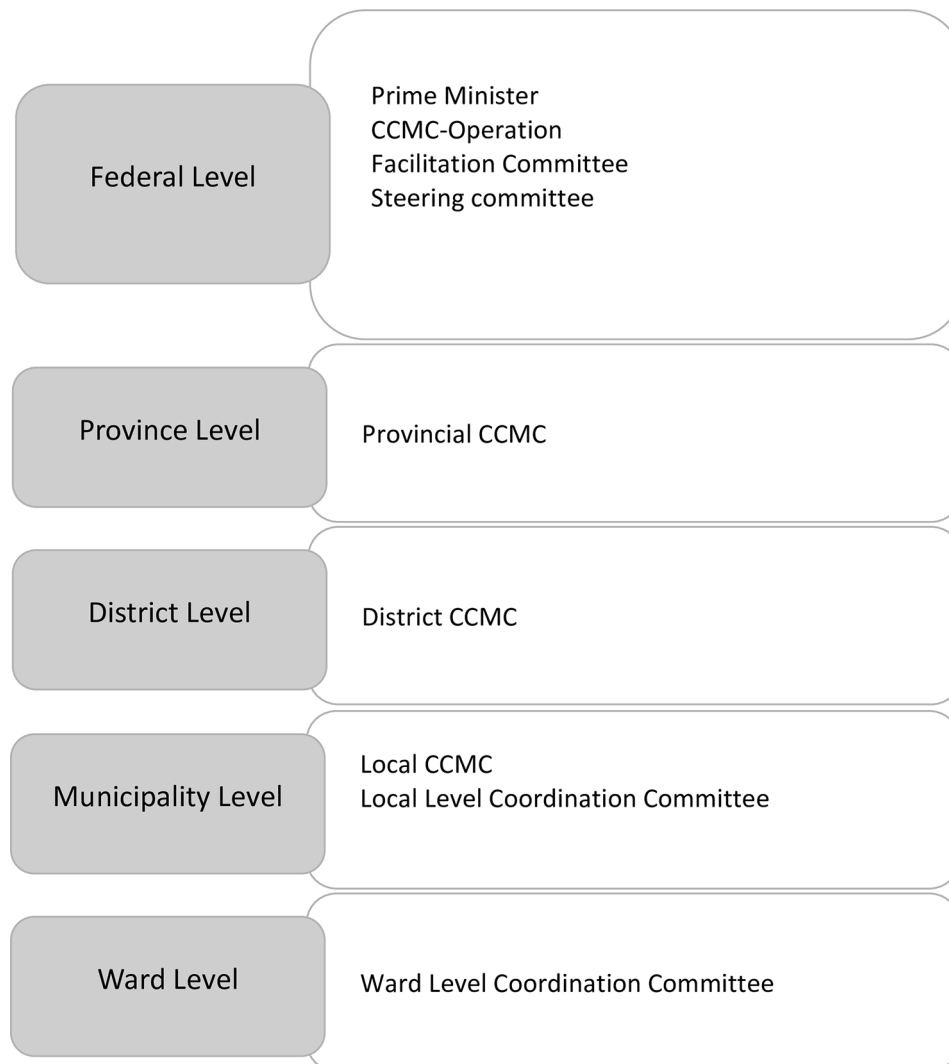 Federal Level
Prime Minister
CCMC-Operation
Facilitation Committee
Steering committee
Province Level
Provincial CCMC
District Level
District CCMC
Municipality Level
Local CCMC
Local Level Coordination Committee
Ward Level
Ward Level Coordination Committee